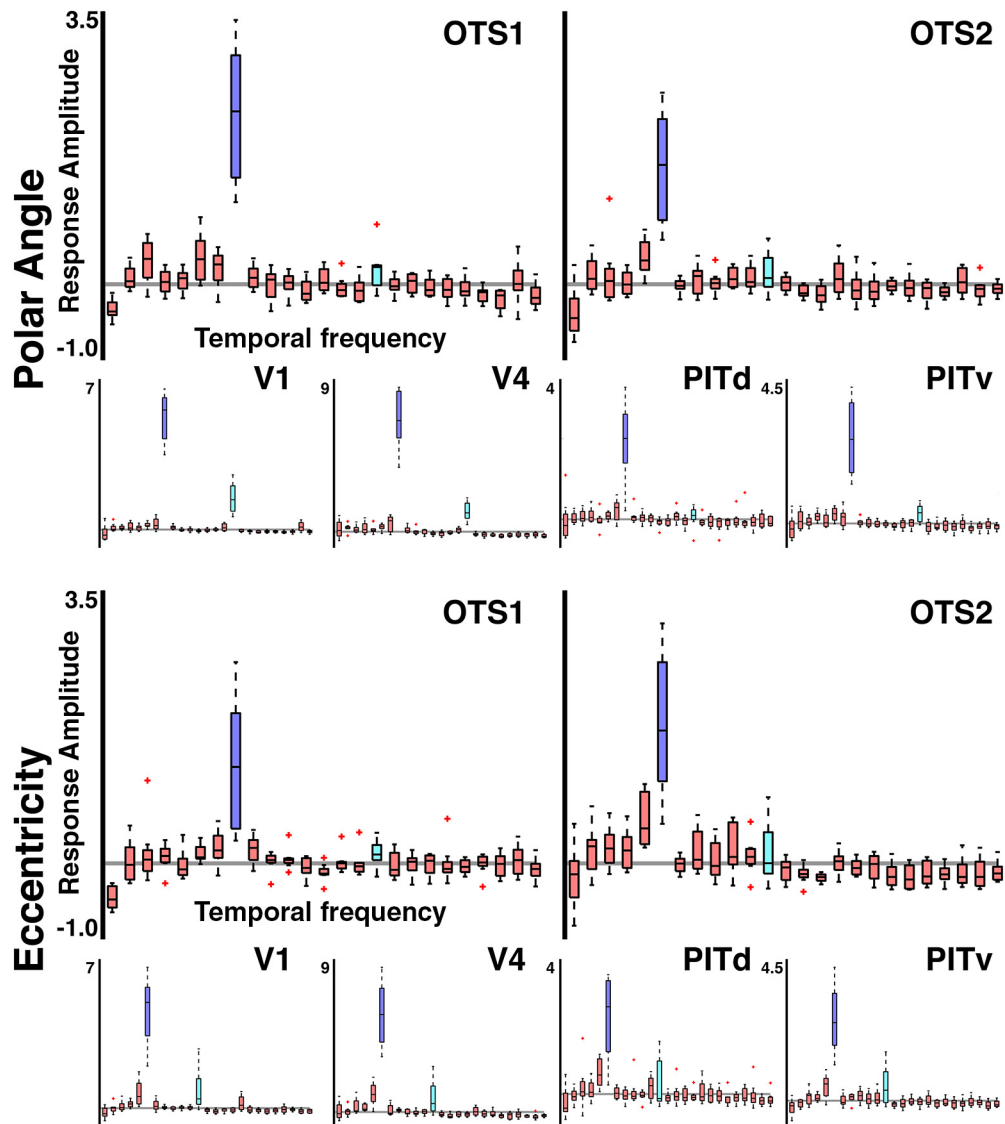 Polar Angle
Response Amplitude
3.5
-1.0
OTS1
OTS2
Temporal frequency
7
V1
9
V4
4
PITd
4.5
PITv
Eccentricity
Response Amplitude
3.5
-1.0
OTS1
OTS2
Temporal frequency
7
V1
9
V4
4
PITd
4.5
PITv